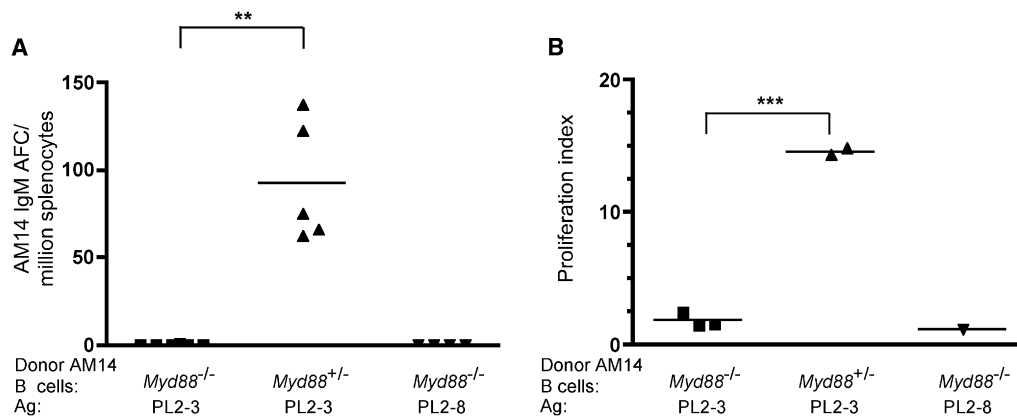 A
**
AM14 IgM AFC/
million splenocytes
150
100
50
0
Donor AM14
B cells:
Myd88-/- Myd88+/- Myd88-/-
Ag: PL2-3 PL2-3 PL2-8
B
***
Proliferation index
20
10
0
Donor AM14
B cells:
Myd88-/- Myd88+/- Myd88-/-
Ag: PL2-3 PL2-3 PL2-8